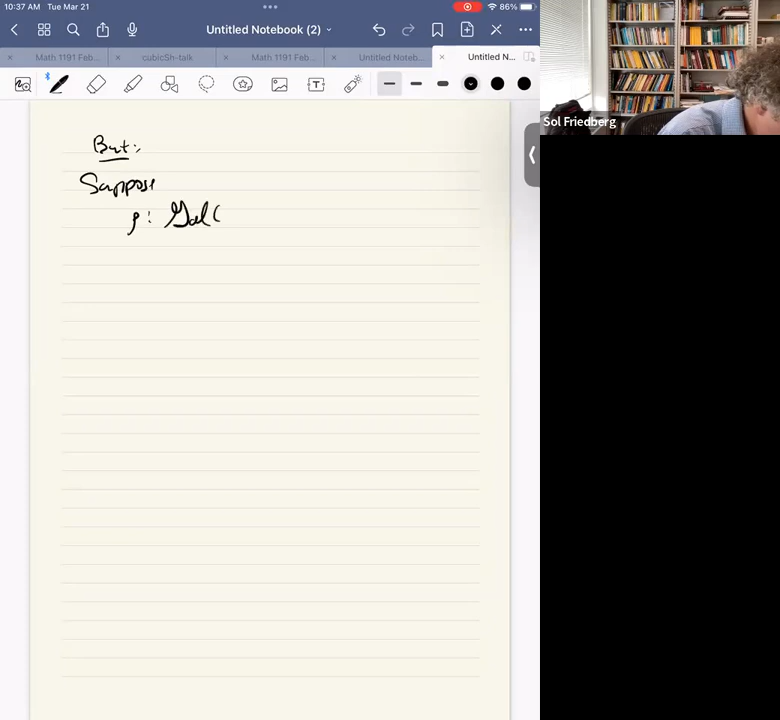 10:37 AM Tue Mar 21
86%
Untitled Notebook (2)
Math 1191 Feb...
cubicSh-talk
Math 1191 Feb...
Untitled Noteb...
Untitled N...
Sol Friedberg
But:
Suppose
ρ: Gal(